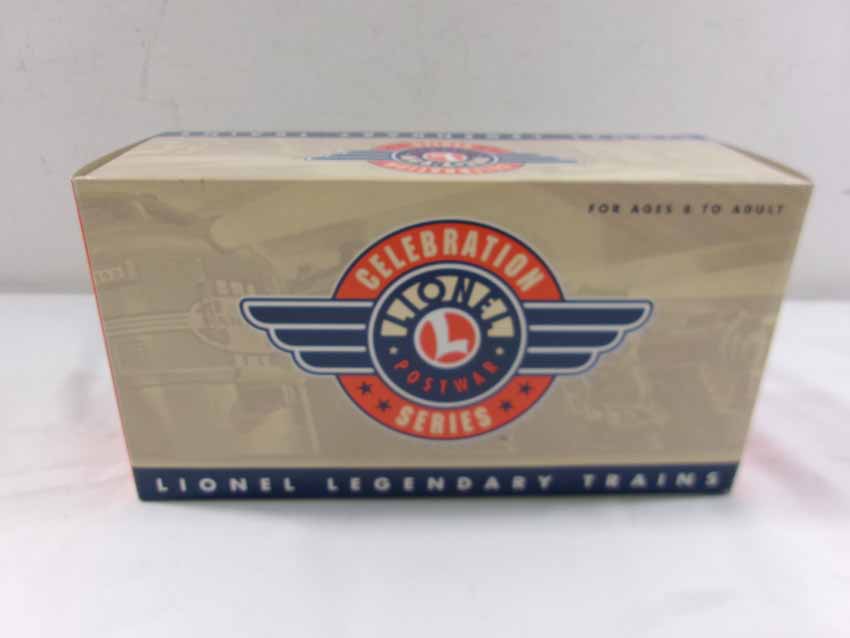 FOR AGES 8 TO ADULT
CELEBRATION
LIONEL
L
POSTWAR
SERIES
LIONEL LEGENDARY TRAINS